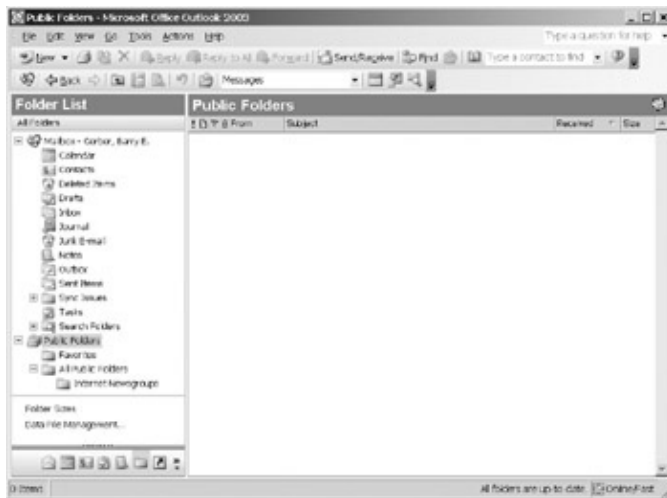 Public Folders - Microsoft Office Outlook 2003
File Edit View Go Tools Actions Help
Type a question for help
New Reply Reply to All Forward Send/Receive Find Type a contact to find
Back Messages
Folder List
Public Folders
All Folders
From Subject Received Size
Mailbox - Gerber, Barry E.
Calendar
Contacts
Deleted Items
Drafts
Inbox
Journal
Junk E-mail
Notes
Outbox
Sent Items
Sync Issues
Tasks
Search Folders
Public Folders
Favorites
All Public Folders
Internet Newsgroups
Folder Sizes
Data File Management...
0 Items
All folders are up to date.
Online/Fast